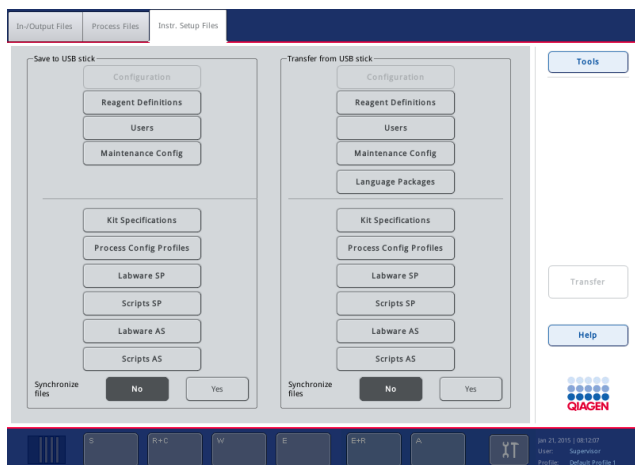 In-/Output Files
Process Files
Instr. Setup Files
Save to USB stick
Configuration
Reagent Definitions
Users
Maintenance Config
Kit Specifications
Process Config Profiles
Labware SP
Scripts SP
Labware AS
Scripts AS
Synchronize
files
No
Yes
Transfer from USB stick
Configuration
Reagent Definitions
Users
Maintenance Config
Language Packages
Kit Specifications
Process Config Profiles
Labware SP
Scripts SP
Labware AS
Scripts AS
Synchronize
files
No
Yes
Tools
Transfer
Help
QIAGEN
S
R+C
W
E
E+R
A
Jan 21, 2015 | 08:12:07
User: Supervisor
Profile: Default Profile 1